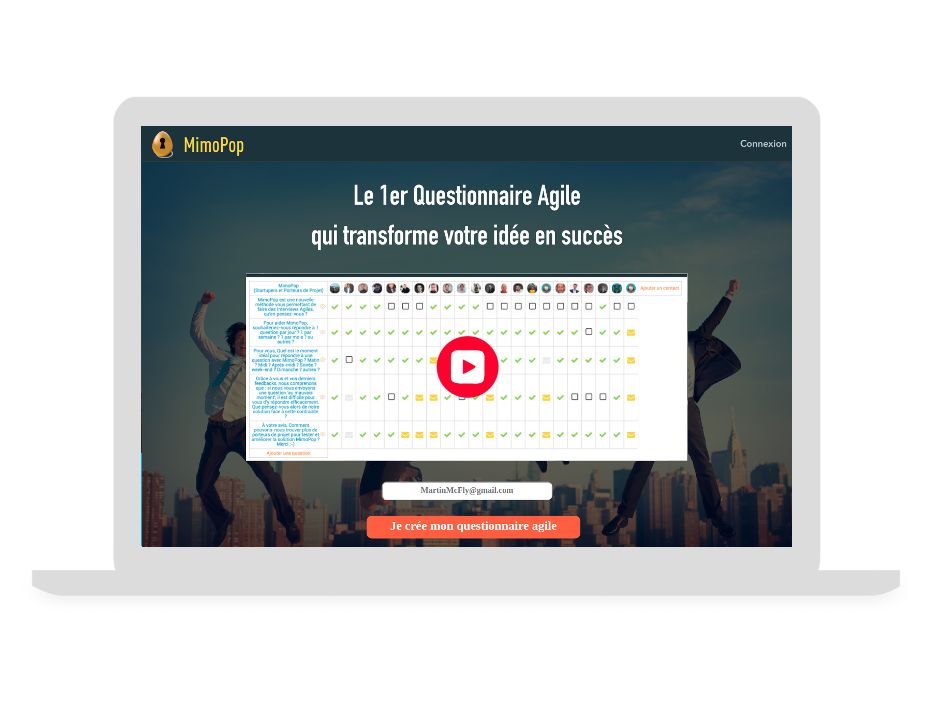 MimoPop
Connexion
Le 1er Questionnaire Agile
qui transforme votre idée en succès
MimoPop
(Startupers et Porteurs de Projet)
Ajouter un contact
MimoPop est une nouvelle
méthode vous permettant de
faire des Interviews Agiles,
qu'en pensez-vous ?
Pour aider MimoPop,
souhaiteriez-vous répondre à 1
question par jour ? 1 par
semaine ? 1 par mois ? ou
autres ?
Pour vous, Quel est le moment
idéal pour répondre à une
question avec MimoPop ? Matin
? Midi ? Après-midi ? Soirée ?
week-end ? Dimanche ? autres ?
Grâce à vous et vos derniers
feedbacks, nous comprenons
que : si nous vous envoyons
une question au mauvais
moment, il est difficile pour
vous d'y répondre efficacement.
Que pensez-vous alors de notre
solution face à cette contrainte
?
À votre avis, Comment
pouvons-nous trouver plus de
porteurs de projet pour tester et
améliorer la solution MimoPop ?
Merci :-)
Ajouter une question
MartinMcFly@gmail.com
Je crée mon questionnaire agile